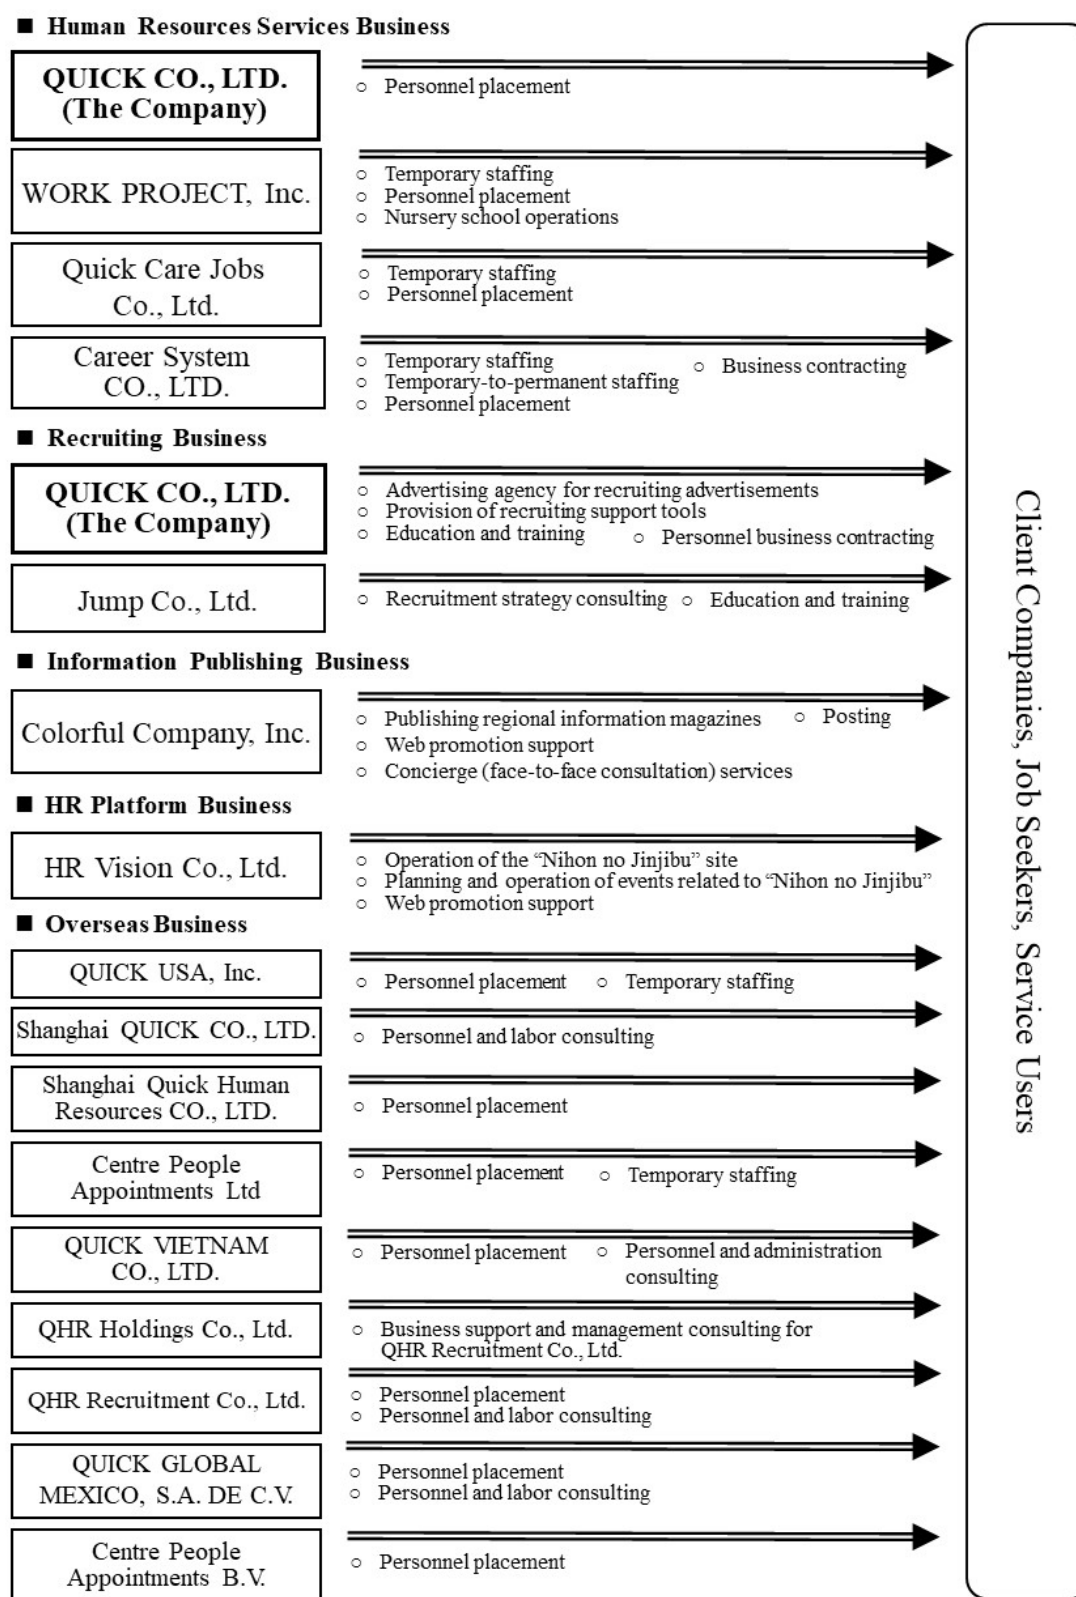 ■ Human Resources Services Business
QUICK CO., LTD.
(The Company)
○ Personnel placement
WORK PROJECT, Inc.
○ Temporary staffing
○ Personnel placement
○ Nursery school operations
Quick Care Jobs
Co., Ltd.
○ Temporary staffing
○ Personnel placement
Career System
CO., LTD.
○ Temporary staffing ○ Business contracting
○ Temporary-to-permanent staffing
○ Personnel placement
■ Recruiting Business
QUICK CO., LTD.
(The Company)
○ Advertising agency for recruiting advertisements
○ Provision of recruiting support tools
○ Education and training ○ Personnel business contracting
Jump Co., Ltd.
○ Recruitment strategy consulting ○ Education and training
■ Information Publishing Business
Colorful Company, Inc.
○ Publishing regional information magazines ○ Posting
○ Web promotion support
○ Concierge (face-to-face consultation) services
■ HR Platform Business
HR Vision Co., Ltd.
○ Operation of the “Nihon no Jinjibu” site
○ Planning and operation of events related to “Nihon no Jinjibu”
○ Web promotion support
■ Overseas Business
QUICK USA, Inc.
○ Personnel placement ○ Temporary staffing
Shanghai QUICK CO., LTD.
○ Personnel and labor consulting
Shanghai Quick Human
Resources CO., LTD.
○ Personnel placement
Centre People
Appointments Ltd
○ Personnel placement ○ Temporary staffing
QUICK VIETNAM
CO., LTD.
○ Personnel placement ○ Personnel and administration
consulting
QHR Holdings Co., Ltd.
○ Business support and management consulting for
QHR Recruitment Co., Ltd.
QHR Recruitment Co., Ltd.
○ Personnel placement
○ Personnel and labor consulting
QUICK GLOBAL
MEXICO, S.A. DE C.V.
○ Personnel placement
○ Personnel and labor consulting
Centre People
Appointments B.V.
○ Personnel placement
Client Companies, Job Seekers, Service Users